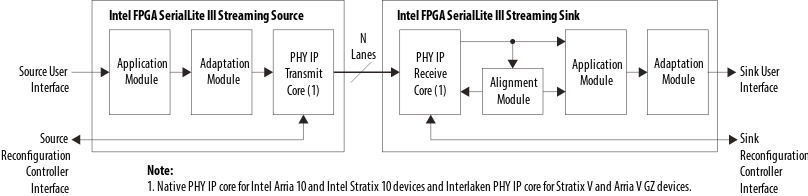 Intel FPGA SerialLite III Streaming Source
Intel FPGA SerialLite III Streaming Sink
Source User
Interface
Application
Module
Adaptation
Module
PHY IP
Transmit
Core (1)
N
Lanes
PHY IP
Receive
Core (1)
Alignment
Module
Application
Module
Adaptation
Module
Sink User
Interface
Source
Reconfiguration
Controller
Interface
Sink
Reconfiguration
Controller
Interface
Note:
1. Native PHY IP core for Intel Arria 10 and Intel Stratix 10 devices and Interlaken PHY IP core for Stratix V and Arria V GZ devices.